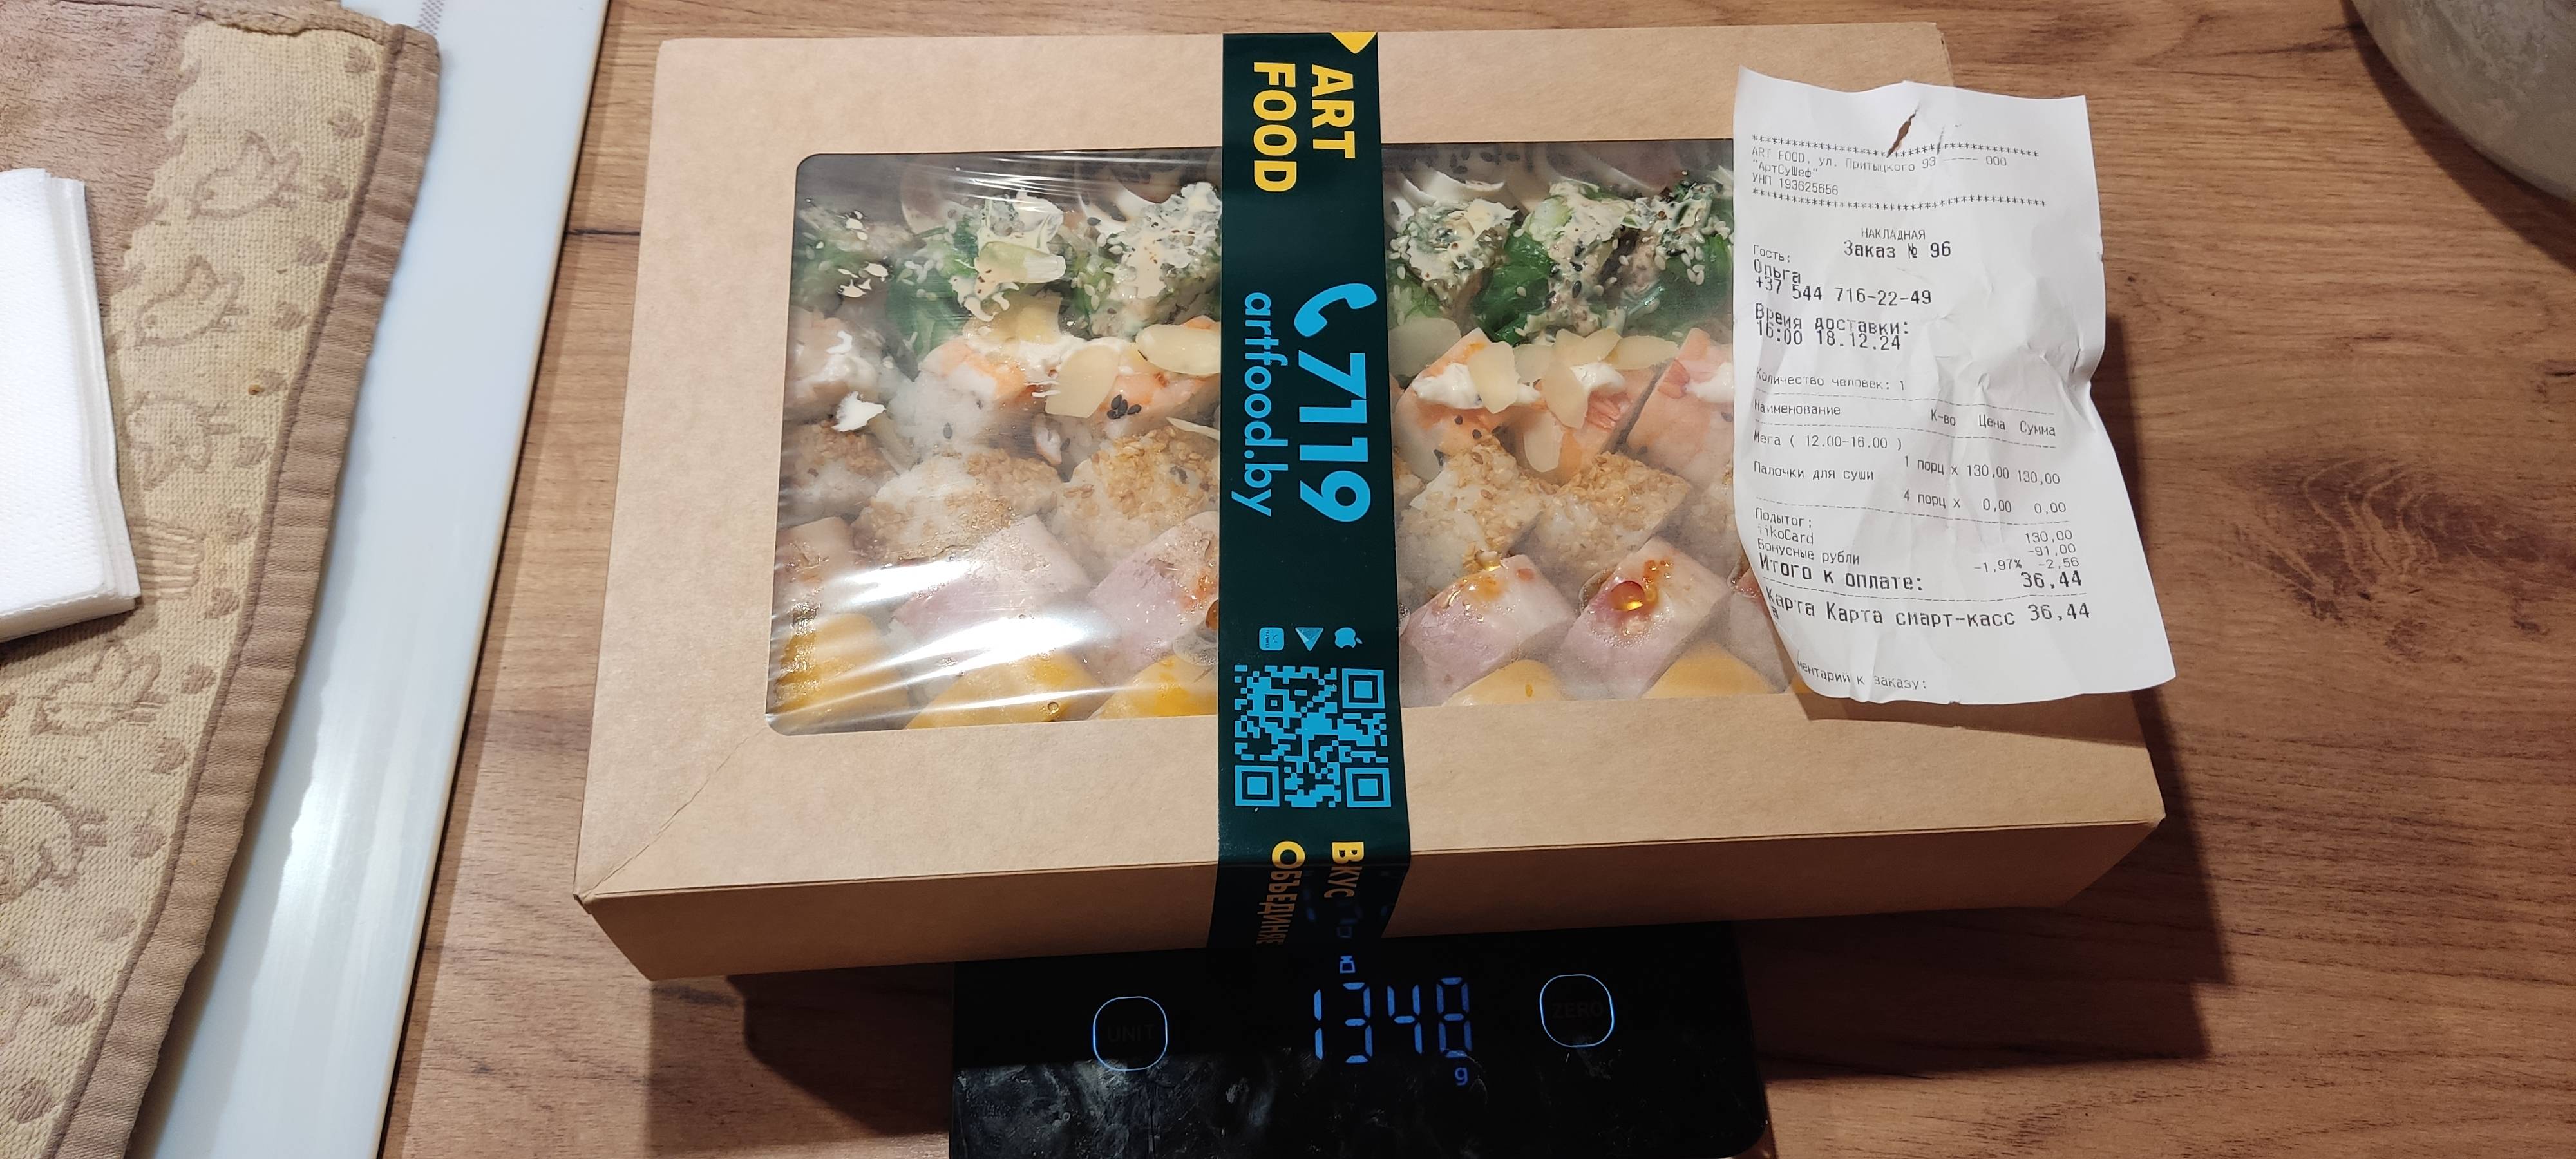 ART
FOOD
7119
artfood.by
ВКУС
ART FOOD, ул. Притыцкого 93 ----- ООО
"АртСуШеф"
УНП 193625656
НАКЛАДНАЯ
Заказ № 96
Гость:
Ольга
+37 544 716-22-49
Время доставки:
16:00 18.12.24
Количество человек: 1
Наименование К-во Цена Сумма
Мега ( 12.00-16.00 )
1 порц x 130,00 130,00
Палочки для суши
4 порц x 0,00 0,00
Подытог: 130,00
iikoCard -91,00
Бонусные рубли -1,97% -2,56
Итого к оплате: 36,44
Карта Карта смарт-касс 36,44
а
ментарий к заказу:
UNIT
1348
g
ZERO